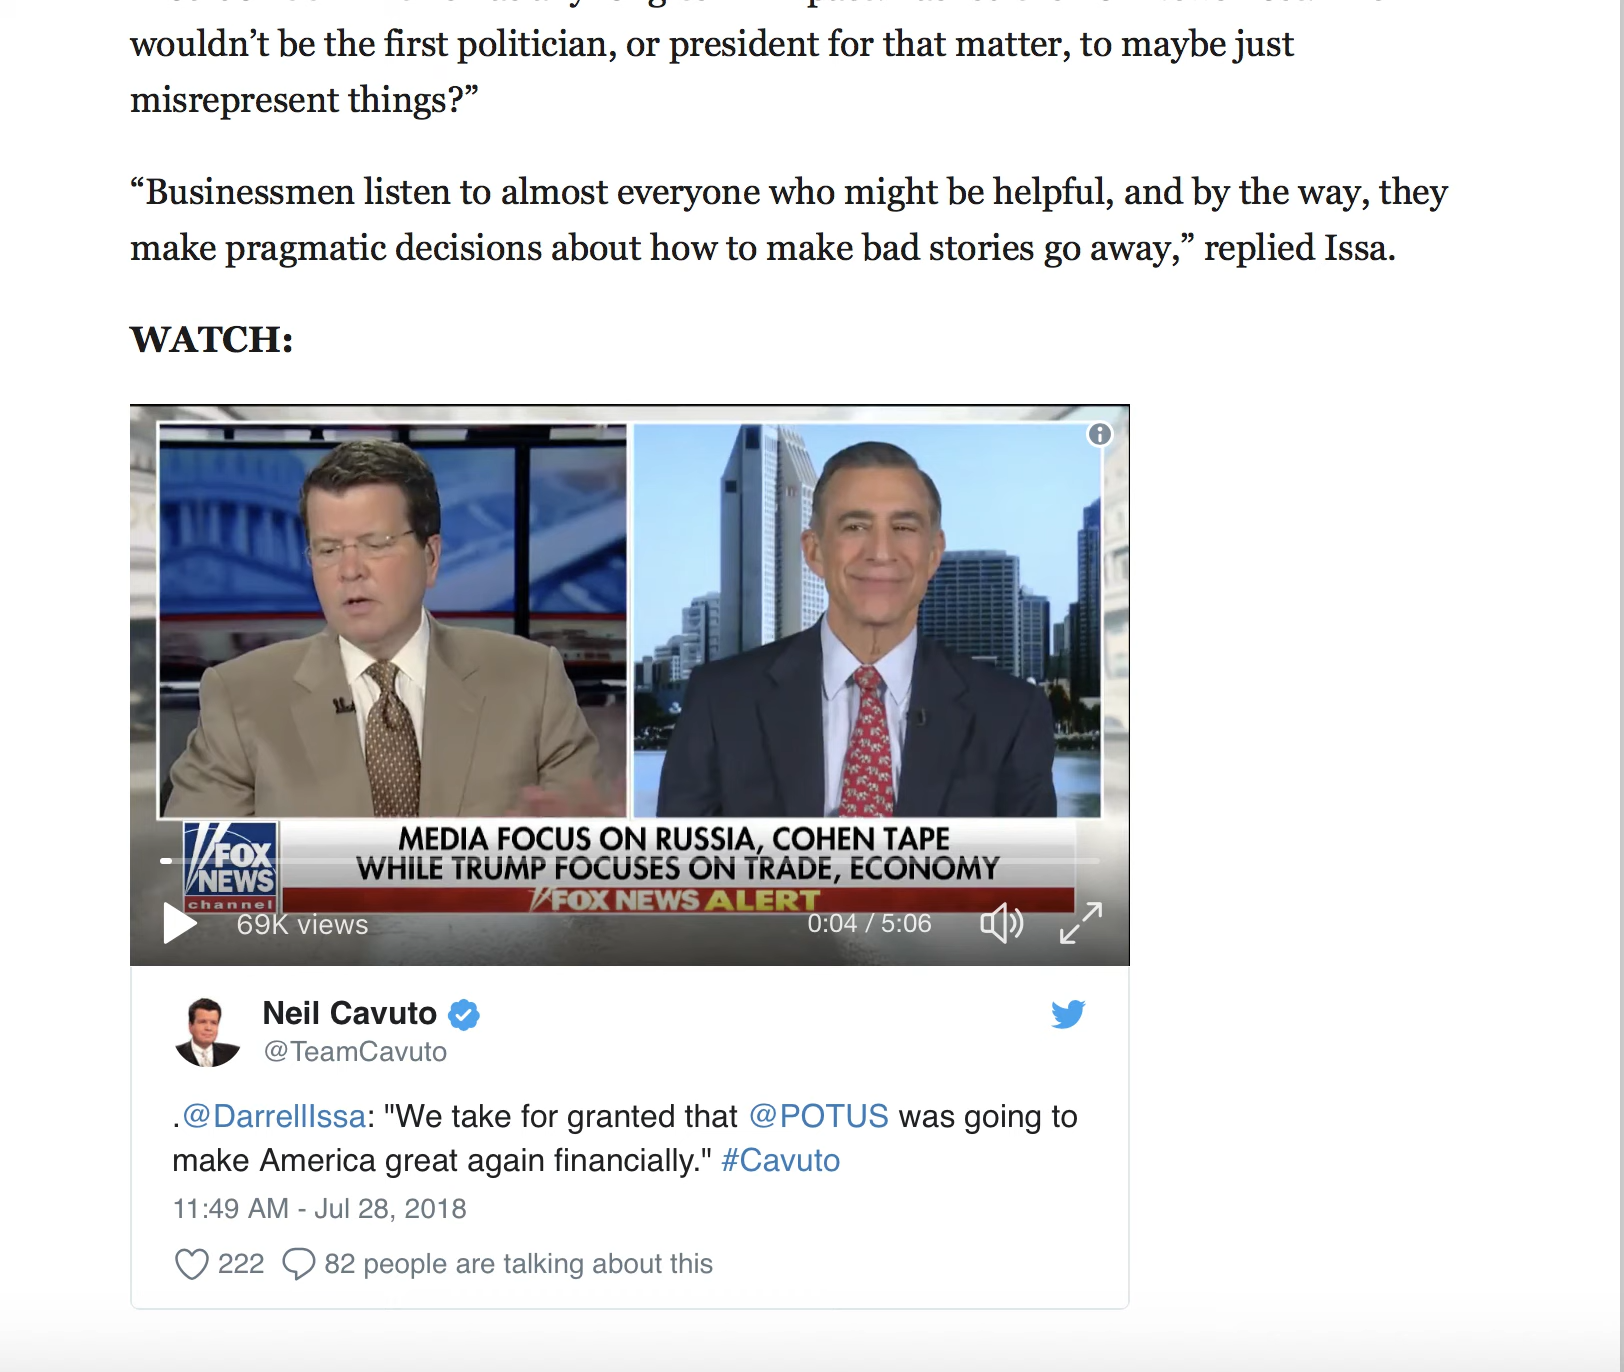 wouldn’t be the first politician, or president for that matter, to maybe just
misrepresent things?”
“Businessmen listen to almost everyone who might be helpful, and by the way, they
make pragmatic decisions about how to make bad stories go away,” replied Issa.
WATCH:
MEDIA FOCUS ON RUSSIA, COHEN TAPE
WHILE TRUMP FOCUSES ON TRADE, ECONOMY
FOX
NEWS
channel
FOX NEWS ALERT
69K views
0:04 / 5:06
Neil Cavuto
@TeamCavuto
.@DarrellIssa: "We take for granted that @POTUS was going to
make America great again financially." #Cavuto
11:49 AM - Jul 28, 2018
222
82 people are talking about this